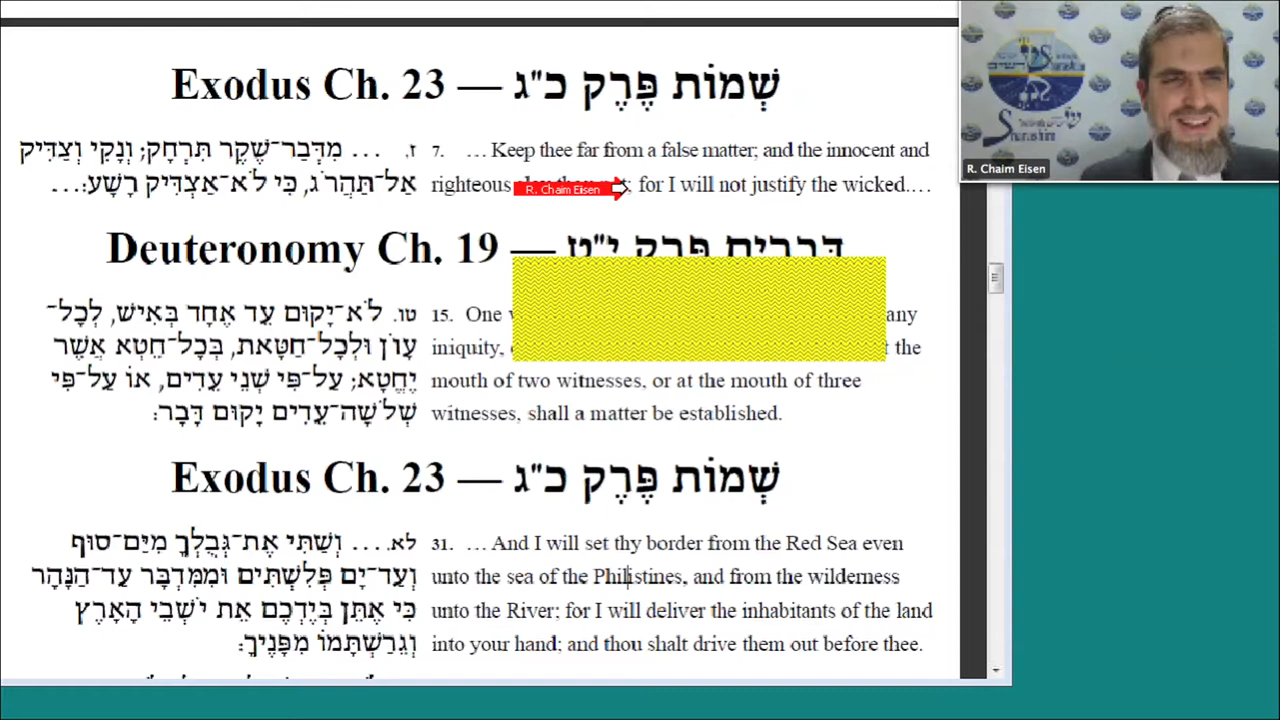 Exodus Ch. 23 — שְׁמוֹת פֶּרֶק כ"ג
ז. ... מִדְּבַר־שֶׁקֶר תִּרְחָק; וְנָקִי וְצַדִּיק
אַל־תַּהֲרֹג, כִּי לֹא־אַצְדִּיק רָשָׁע:...
7. ... Keep thee far from a false matter; and the innocent and
righteous ; for I will not justify the wicked....
R. Chaim Eisen
Deuteronomy Ch. 19 — דְּבָרִים פֶּרֶק י"ט
טו. לֹא־יָקוּם עֵד אֶחָד בְּאִישׁ, לְכָל־
עָוֹן וּלְכָל־חַטָּאת, בְּכָל־חֵטְא אֲשֶׁר
יֶחֱטָא; עַל־פִּי שְׁנֵי עֵדִים, אוֹ עַל־פִּי
שְׁלֹשָׁה־עֵדִים יָקוּם דָּבָר:
15. One any
iniquity, the
mouth of two witnesses, or at the mouth of three
witnesses, shall a matter be established.
Exodus Ch. 23 — שְׁמוֹת פֶּרֶק כ"ג
לא. ... וְשַׁתִּי אֶת־גְּבֻלְךָ מִיַּם־סוּף
וְעַד־יָם פְּלִשְׁתִּים וּמִמִּדְבָּר עַד־הַנָּהָר
כִּי אֶתֵּן בְּיֶדְכֶם אֵת יֹשְׁבֵי הָאָרֶץ
וְגֵרַשְׁתָּמוֹ מִפָּנֶיךָ:
31. ... And I will set thy border from the Red Sea even
unto the sea of the Philistines, and from the wilderness
unto the River; for I will deliver the inhabitants of the land
into your hand; and thou shalt drive them out before thee.
Shurashim
R. Chaim Eisen